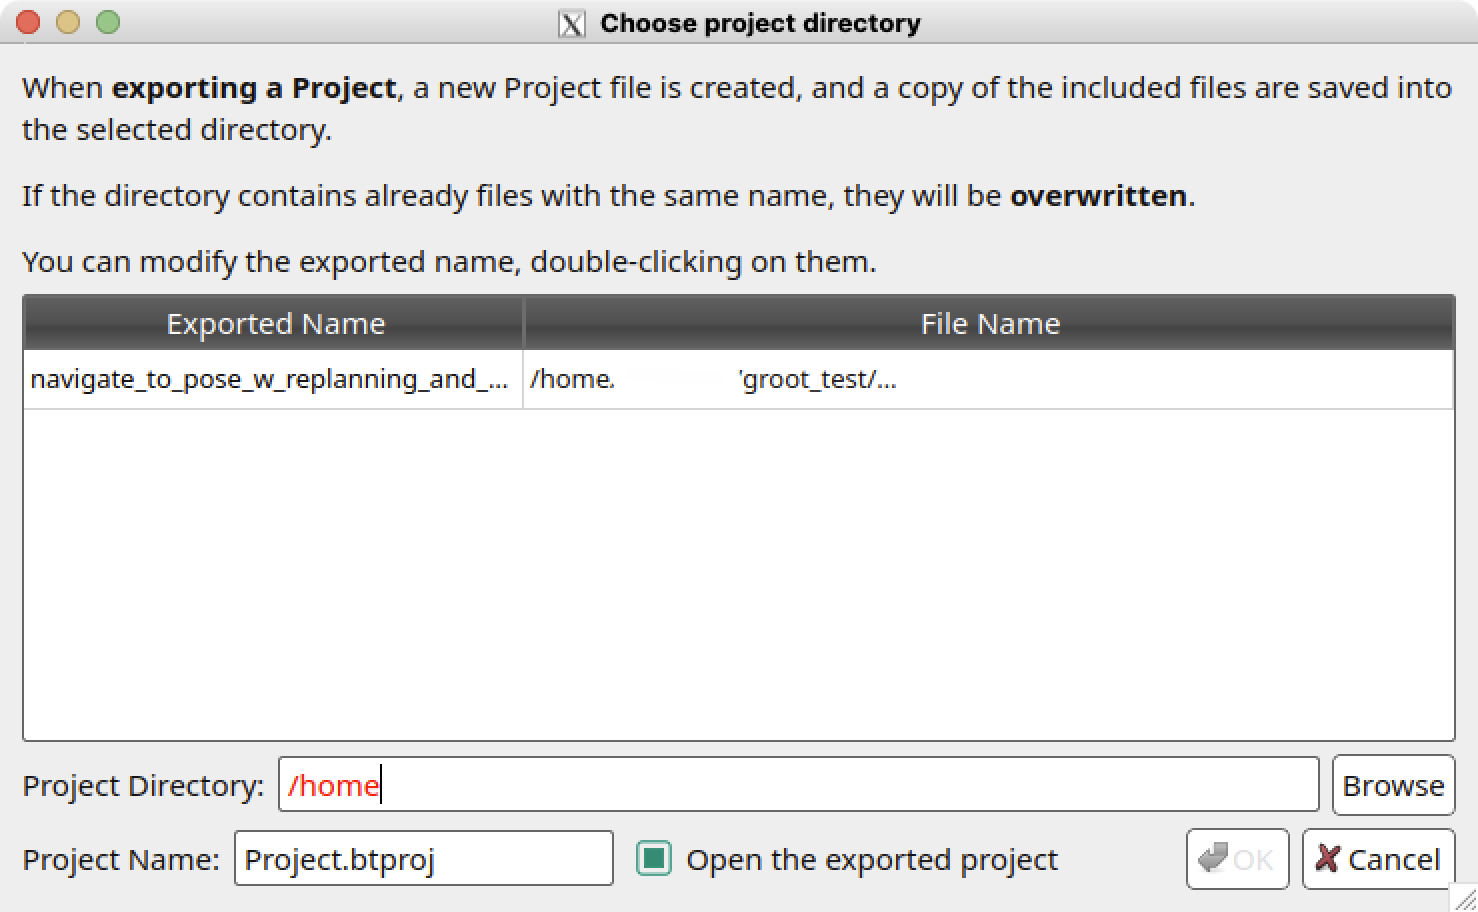 Choose project directory
When exporting a Project, a new Project file is created, and a copy of the included files are saved into
the selected directory.
If the directory contains already files with the same name, they will be overwritten.
You can modify the exported name, double-clicking on them.
Exported Name File Name
navigate_to_pose_w_replanning_and_... /home. 'groot_test/...
Project Directory: /home Browse
Project Name: Project.btproj Open the exported project OK Cancel